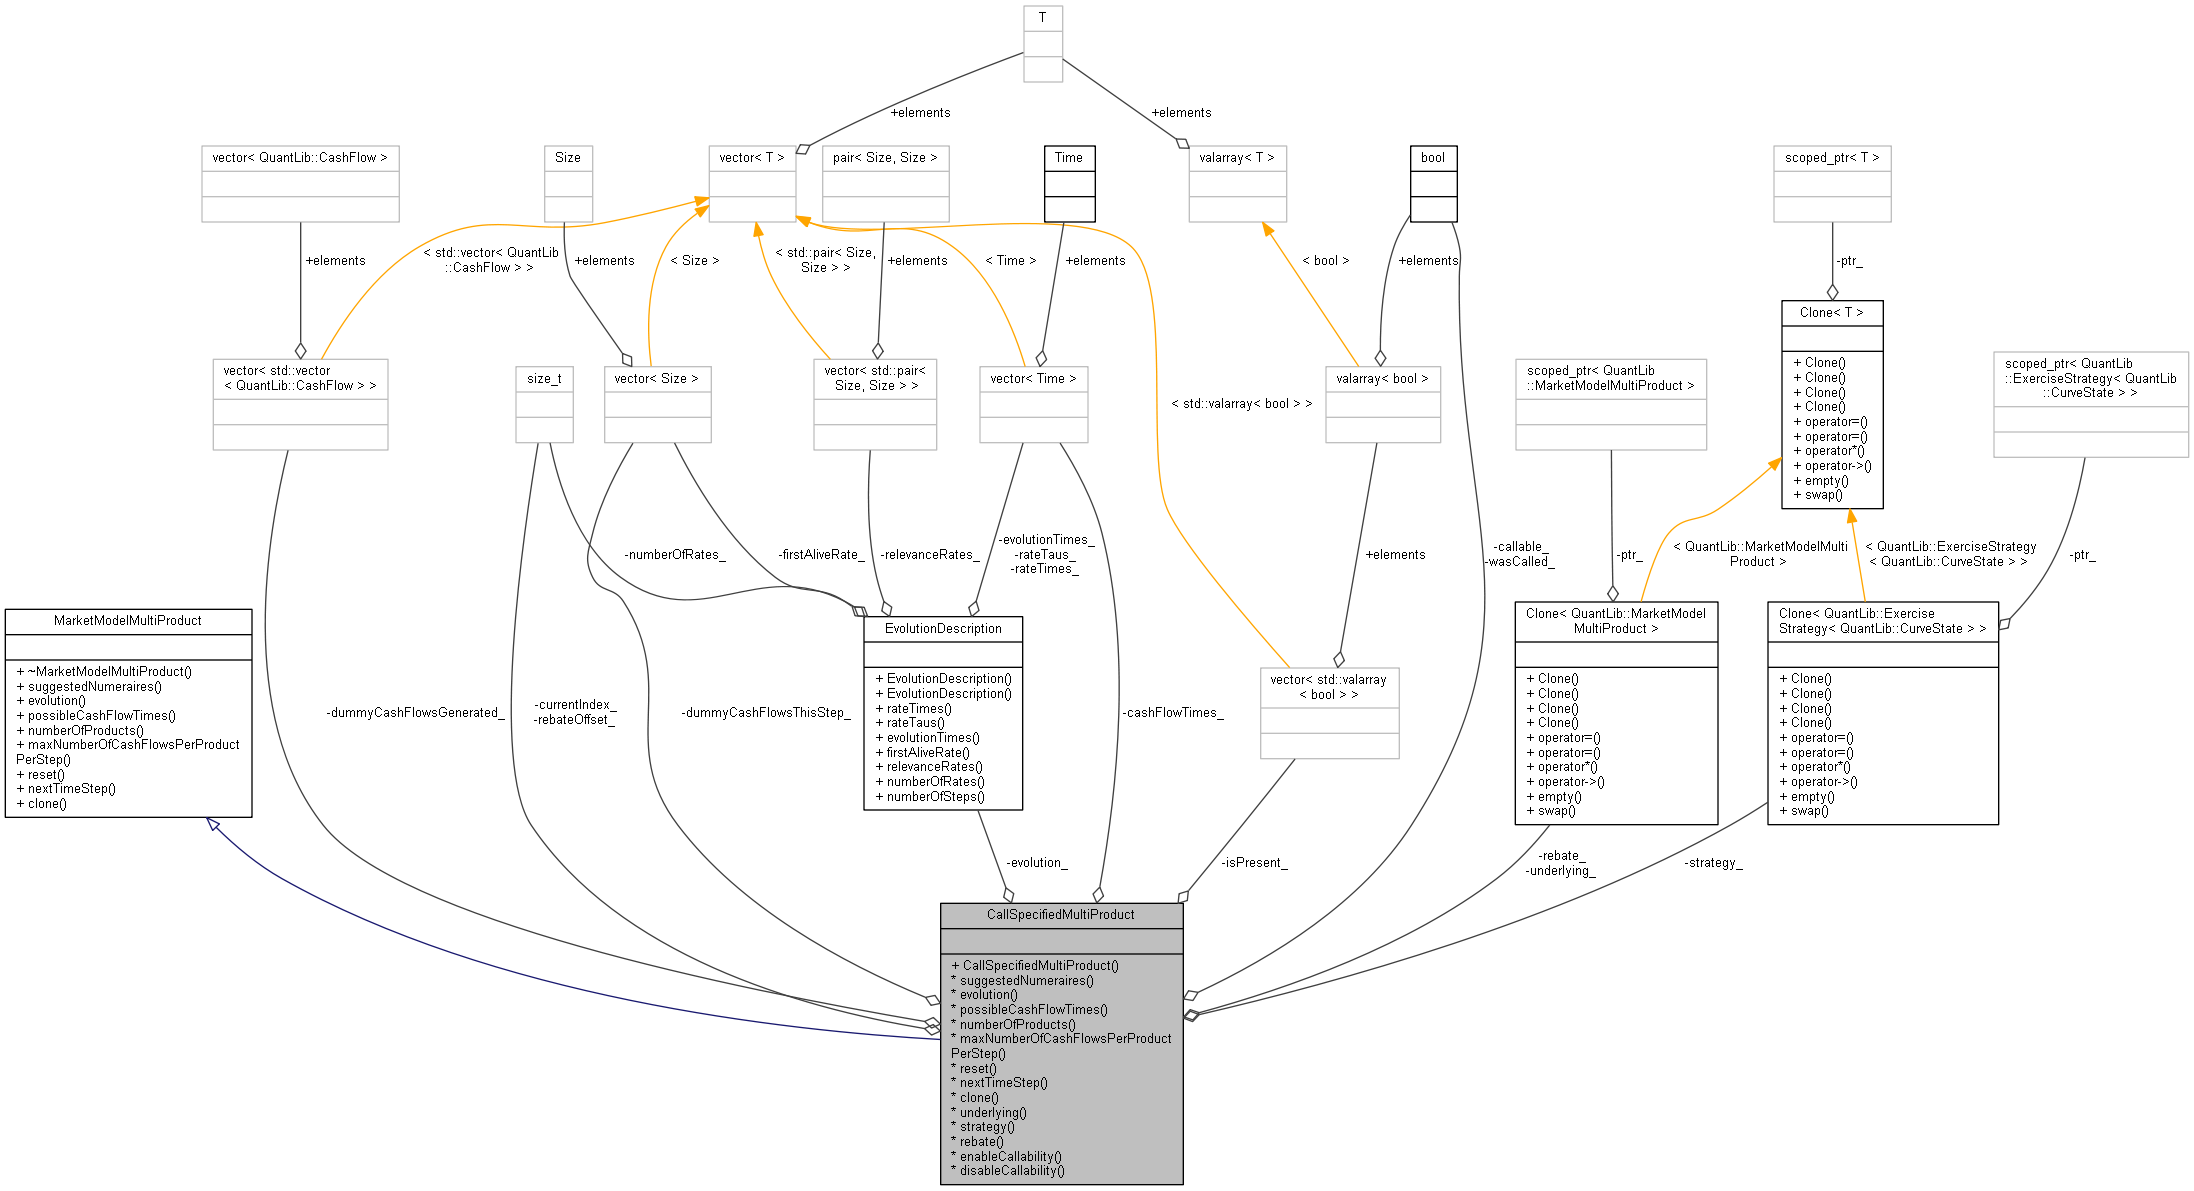 T
+elements
+elements
vector< QuantLib::CashFlow >
Size
vector< T >
pair< Size, Size >
Time
valarray< T >
bool
scoped_ptr< T >
+elements
< std::vector< QuantLib
::CashFlow > >
+elements
< Size >
< std::pair< Size,
Size > >
+elements
< Time >
+elements
< bool >
+elements
-ptr_
Clone< T >
+ Clone()
+ Clone()
+ Clone()
+ Clone()
+ operator=()
+ operator=()
+ operator*()
+ operator->()
+ empty()
+ swap()
vector< std::vector
< QuantLib::CashFlow > >
size_t
vector< Size >
vector< std::pair<
Size, Size > >
vector< Time >
< std::valarray< bool > >
valarray< bool >
scoped_ptr< QuantLib
::MarketModelMultiProduct >
scoped_ptr< QuantLib
::ExerciseStrategy< QuantLib
::CurveState > >
-numberOfRates_
-firstAliveRate_
-relevanceRates_
-evolutionTimes_
-rateTaus_
-rateTimes_
+elements
-callable_
-wasCalled_
-ptr_
< QuantLib::MarketModelMulti
Product >
< QuantLib::ExerciseStrategy
< QuantLib::CurveState > >
-ptr_
MarketModelMultiProduct
+ ~MarketModelMultiProduct()
+ suggestedNumeraires()
+ evolution()
+ possibleCashFlowTimes()
+ numberOfProducts()
+ maxNumberOfCashFlowsPerProduct
PerStep()
+ reset()
+ nextTimeStep()
+ clone()
-dummyCashFlowsGenerated_
-currentIndex_
-rebateOffset_
-dummyCashFlowsThisStep_
EvolutionDescription
+ EvolutionDescription()
+ EvolutionDescription()
+ rateTimes()
+ rateTaus()
+ evolutionTimes()
+ firstAliveRate()
+ relevanceRates()
+ numberOfRates()
+ numberOfSteps()
-cashFlowTimes_
vector< std::valarray
< bool > >
Clone< QuantLib::MarketModel
MultiProduct >
+ Clone()
+ Clone()
+ Clone()
+ Clone()
+ operator=()
+ operator=()
+ operator*()
+ operator->()
+ empty()
+ swap()
Clone< QuantLib::Exercise
Strategy< QuantLib::CurveState > >
+ Clone()
+ Clone()
+ Clone()
+ Clone()
+ operator=()
+ operator=()
+ operator*()
+ operator->()
+ empty()
+ swap()
-evolution_
-isPresent_
-rebate_
-underlying_
-strategy_
CallSpecifiedMultiProduct
+ CallSpecifiedMultiProduct()
* suggestedNumeraires()
* evolution()
* possibleCashFlowTimes()
* numberOfProducts()
* maxNumberOfCashFlowsPerProduct
PerStep()
* reset()
* nextTimeStep()
* clone()
* underlying()
* strategy()
* rebate()
* enableCallability()
* disableCallability()